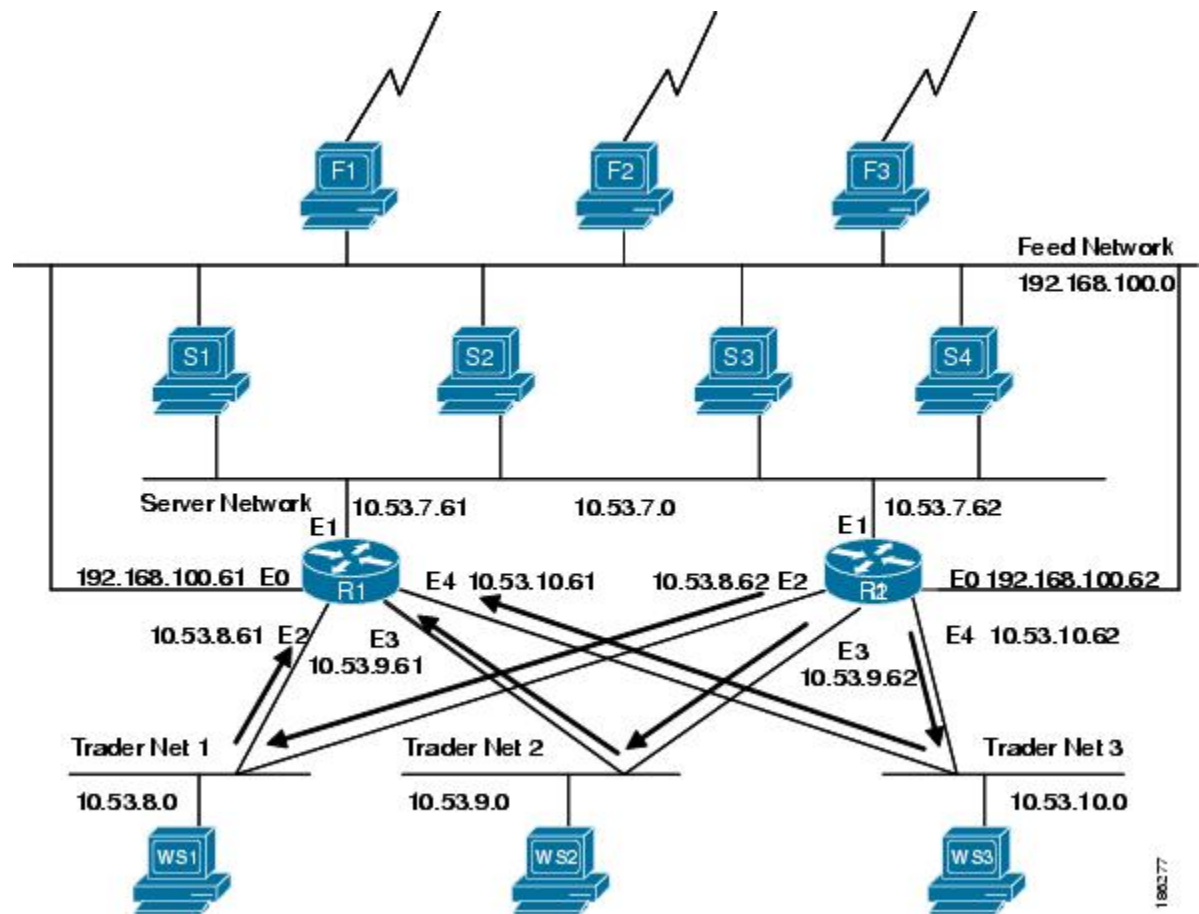 F1
F2
F3
Feed Network
192.168.100.0
S1
S2
S3
S4
Server Network
10.53.7.61
10.53.7.0
10.53.7.62
E1
E1
192.168.100.61 E0
R1
E4 10.53.10.61
10.53.8.62 E2
E0 192.168.100.62
10.53.8.61 E2
E3
10.53.9.61
E3
10.53.9.62
E4 10.53.10.62
Trader Net 1
Trader Net 2
Trader Net 3
10.53.8.0
10.53.9.0
10.53.10.0
WS1
WS2
WS3
186277